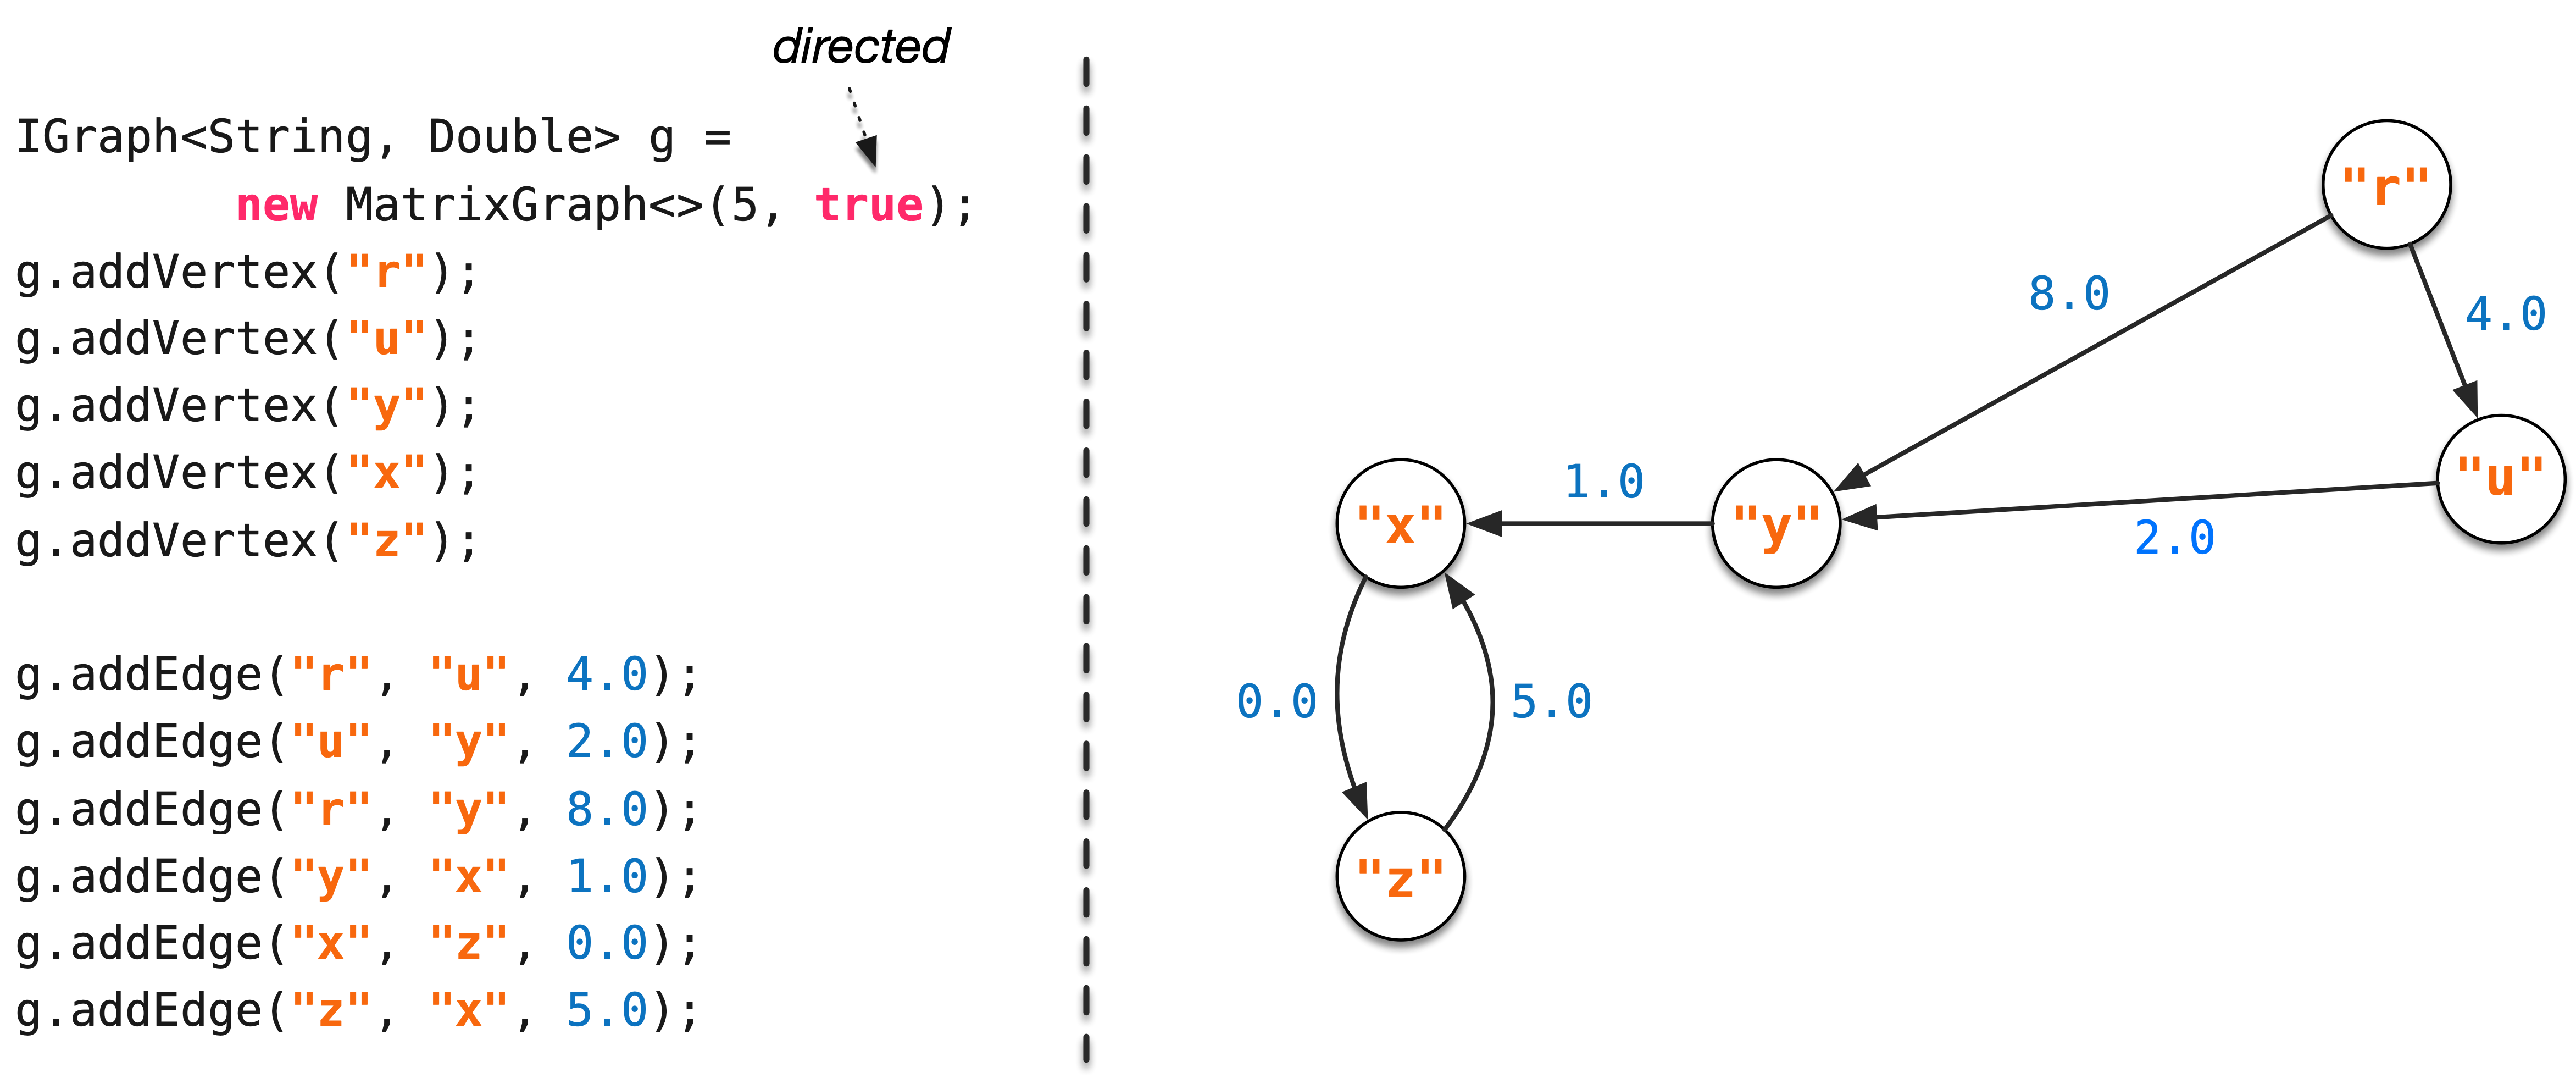 directed
IGraph<String, Double> g =
new MatrixGraph<>(5, true);
g.addVertex("r");
g.addVertex("u");
g.addVertex("y");
g.addVertex("x");
g.addVertex("z");
g.addEdge("r", "u", 4.0);
g.addEdge("u", "y", 2.0);
g.addEdge("r", "y", 8.0);
g.addEdge("y", "x", 1.0);
g.addEdge("x", "z", 0.0);
g.addEdge("z", "x", 5.0);
"r"
8.0
4.0
"u"
1.0
"x"
"y"
2.0
0.0
5.0
"z"